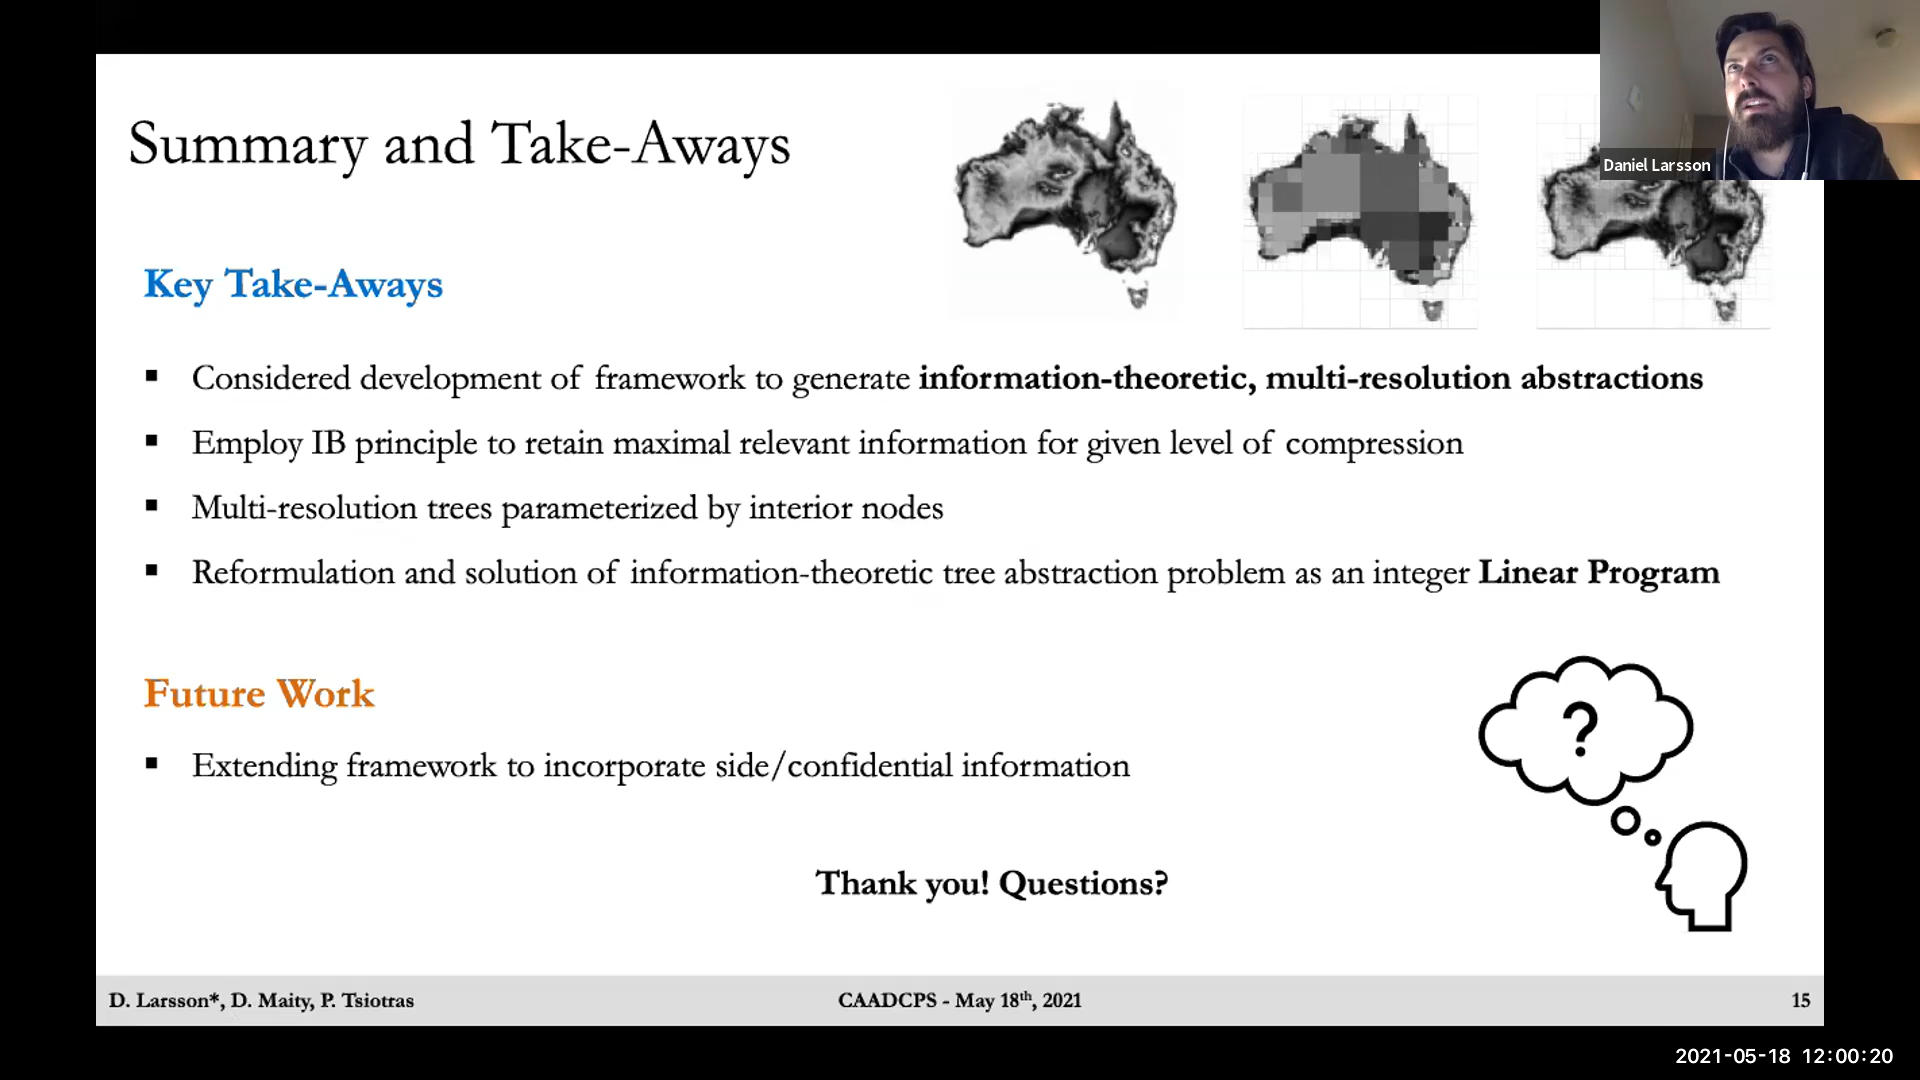 Daniel Larsson
Summary and Take-Aways
Key Take-Aways
▪ Considered development of framework to generate information-theoretic, multi-resolution abstractions
▪ Employ IB principle to retain maximal relevant information for given level of compression
▪ Multi-resolution trees parameterized by interior nodes
▪ Reformulation and solution of information-theoretic tree abstraction problem as an integer Linear Program
Future Work
▪ Extending framework to incorporate side/confidential information
?
Thank you! Questions?
D. Larsson*, D. Maity, P. Tsiotras
CAADCPS - May 18th, 2021
15
2021-05-18 12:00:20